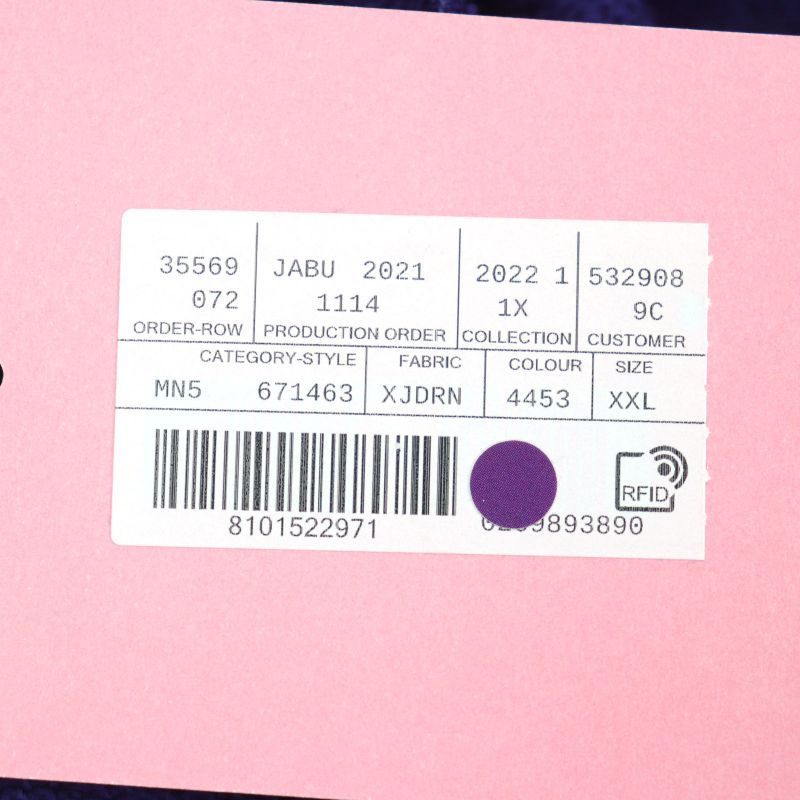 35569 JABU 2021 2022 1 532908
072 1114 1X 9C
ORDER-ROW PRODUCTION ORDER COLLECTION CUSTOMER
CATEGORY-STYLE FABRIC COLOUR SIZE
MN5 671463 XJDRN 4453 XXL
RFID
8101522971